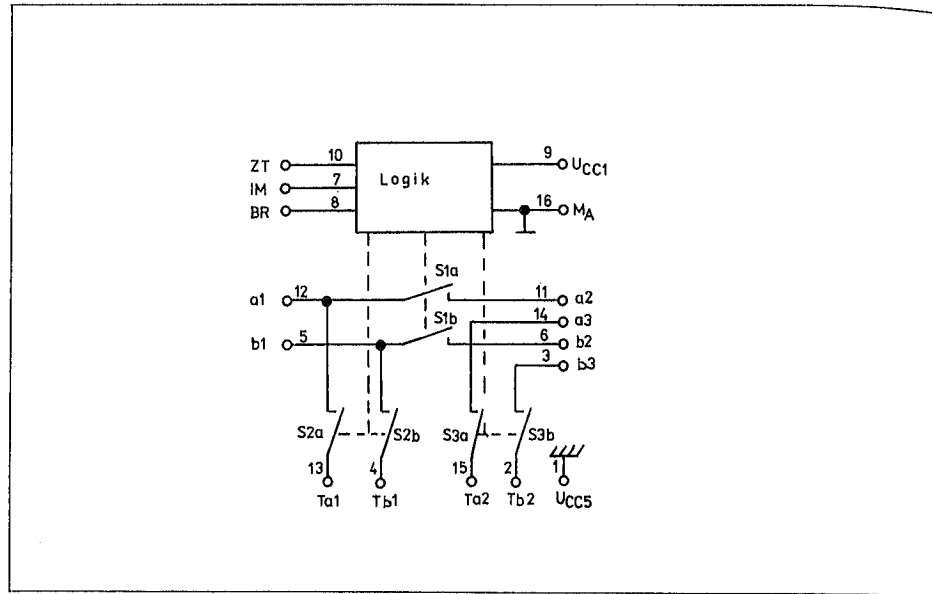 ZT 10 Logik 9 UCC1
IM 7
BR 8 16 MA
S1a
a1 12 11 a2
14 a3
S1b
b1 5 6 b2
3 b3
S2a S2b S3a S3b
13 4 15 2 1
Ta1 Tb1 Ta2 Tb2 UCC5